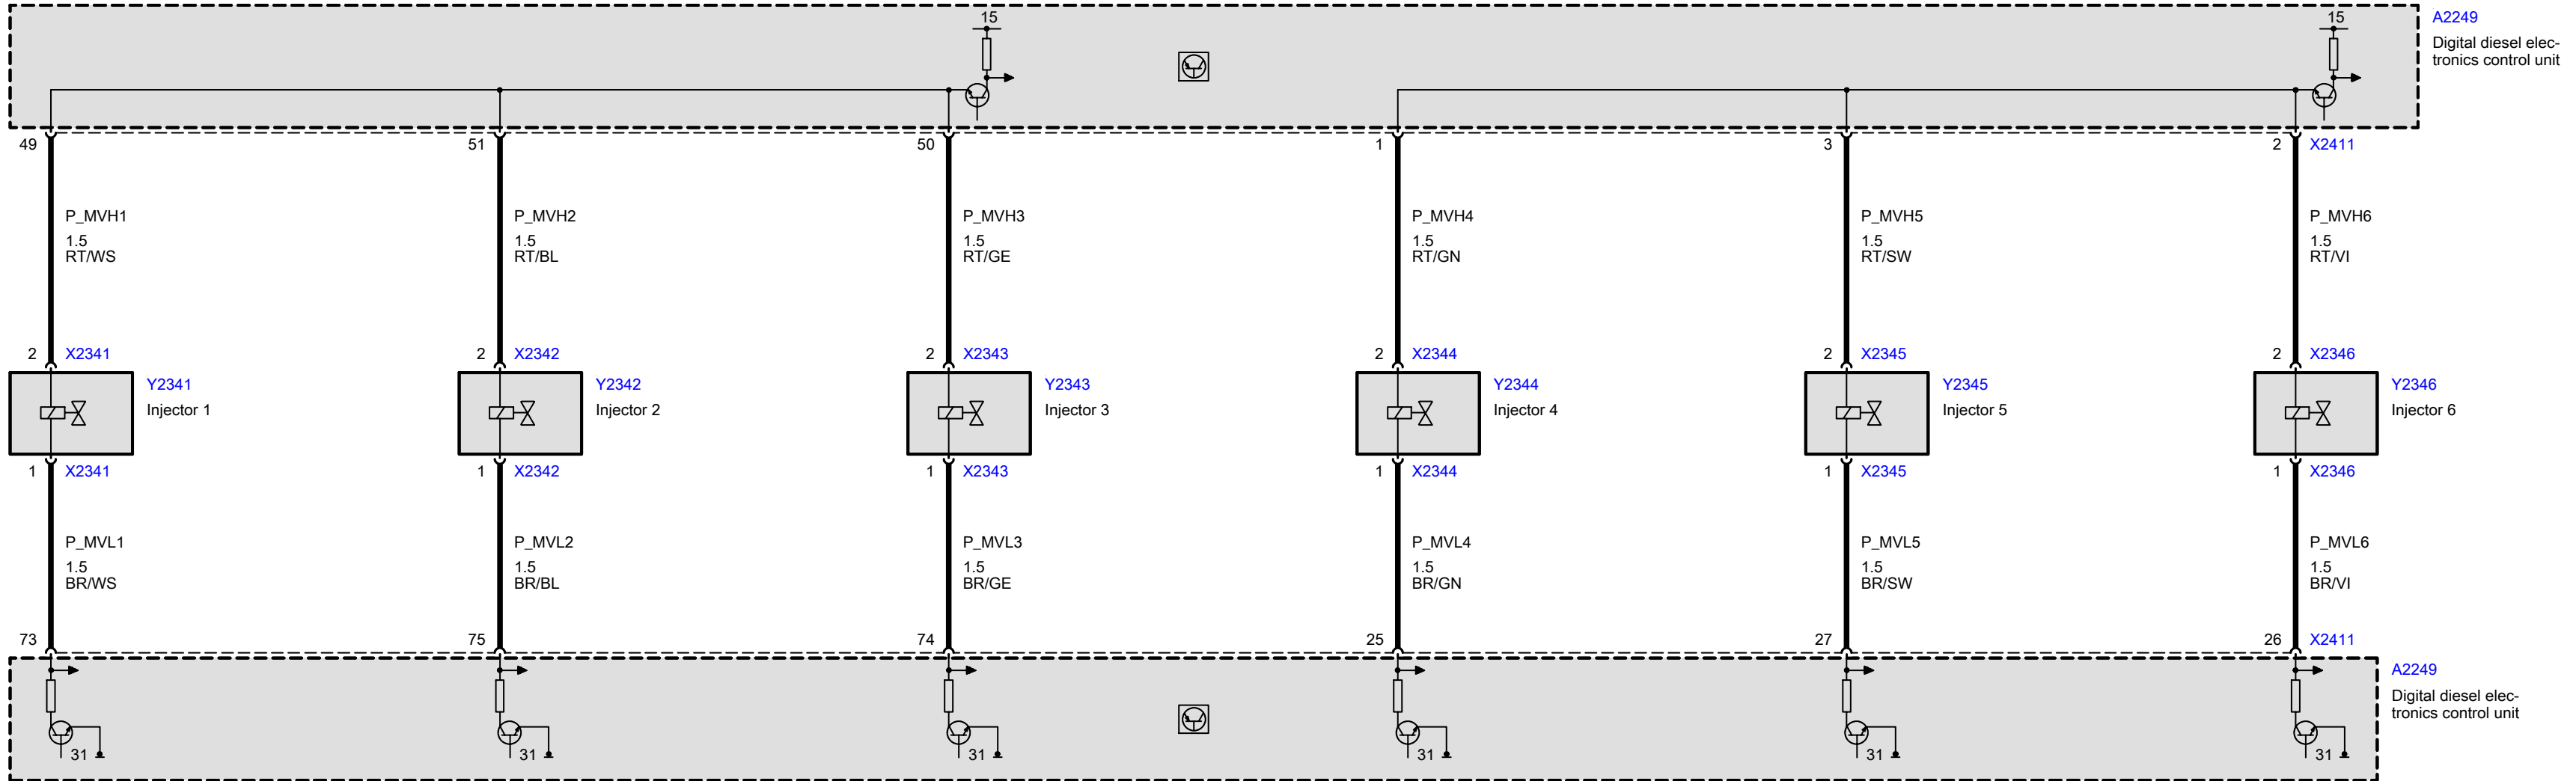 15
15
A2249
Digital diesel elec-
tronics control unit
49
51
50
1
3
2
X2411
P_MVH1
1.5
RT/WS
P_MVH2
1.5
RT/BL
P_MVH3
1.5
RT/GE
P_MVH4
1.5
RT/GN
P_MVH5
1.5
RT/SW
P_MVH6
1.5
RT/VI
2 X2341
2 X2342
2 X2343
2 X2344
2 X2345
2 X2346
Y2341
Injector 1
Y2342
Injector 2
Y2343
Injector 3
Y2344
Injector 4
Y2345
Injector 5
Y2346
Injector 6
1 X2341
1 X2342
1 X2343
1 X2344
1 X2345
1 X2346
P_MVL1
1.5
BR/WS
P_MVL2
1.5
BR/BL
P_MVL3
1.5
BR/GE
P_MVL4
1.5
BR/GN
P_MVL5
1.5
BR/SW
P_MVL6
1.5
BR/VI
73
75
74
25
27
26
X2411
A2249
Digital diesel elec-
tronics control unit
31
31
31
31
31
31